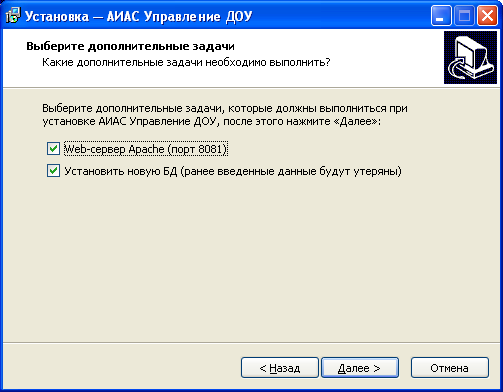 Установка — АИАС Управление ДОУ
Выберите дополнительные задачи
Какие дополнительные задачи необходимо выполнить?
Выберите дополнительные задачи, которые должны выполниться при
установке АИАС Управление ДОУ, после этого нажмите «Далее»:
Web-сервер Apache (порт 8081)
Установить новую БД (ранее введенные данные будут утеряны)
< Назад
Далее >
Отмена